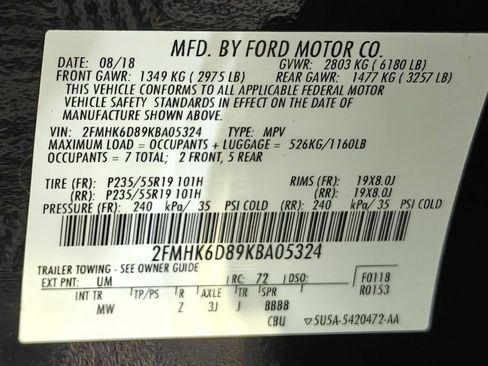 MFD. BY FORD MOTOR CO.
DATE: 08/18 GVWR: 2803 KG ( 6180 LB)
FRONT GAWR: 1349 KG ( 2975 LB) REAR GAWR: 1477 KG ( 3257 LB)
THIS VEHICLE CONFORMS TO ALL APPLICABLE FEDERAL MOTOR
VEHICLE SAFETY STANDARDS IN EFFECT ON THE DATE OF
MANUFACTURE SHOWN ABOVE.
VIN: 2FMHK6D89KBA05324 TYPE: MPV
MAXIMUM LOAD = OCCUPANTS + LUGGAGE = 526KG/1160LB
OCCUPANTS = 7 TOTAL; 2 FRONT, 5 REAR
TIRE (FR): P235/55R19 101H RIMS (FR): 19X8.0J
(RR): P235/55R19 101H (RR): 19X8.0J
PRESSURE (FR): 240 kPa/ 35 PSI COLD (RR): 240 kPa/ 35 PSI COLD
2FMHK6D89KBA05324
TRAILER TOWING - SEE OWNER GUIDE
EXT PNT: UM RC: 72 DSO: F0118
INT TR TP/PS R AXLE TR SPR R0153
MW Z 3J J BBBB
CBU ▽5U5A-5420472-AA